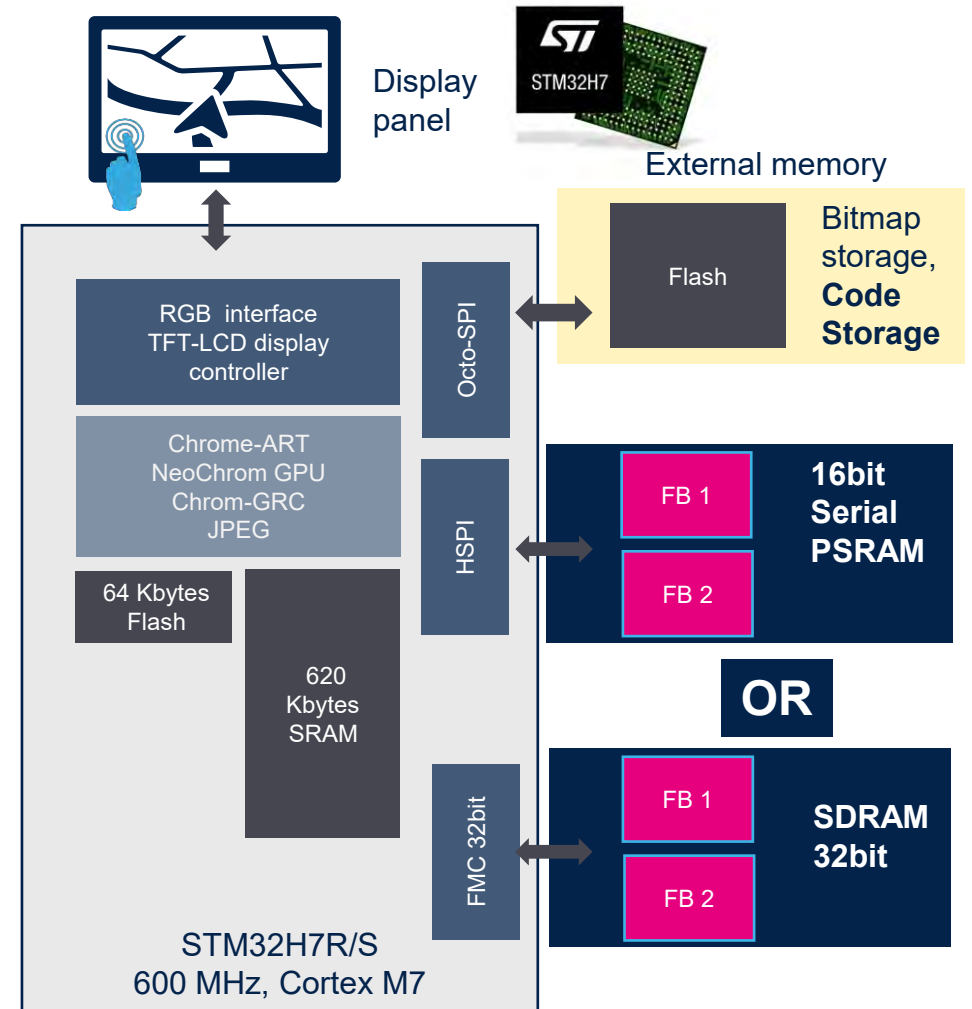 Display
panel
ST
STM32H7
External memory
Flash
Bitmap
storage,
Code
Storage
RGB interface
TFT-LCD display
controller
Octo-SPI
Chrome-ART
NeoChrom GPU
Chrom-GRC
JPEG
HSPI
FB 1
FB 2
16bit
Serial
PSRAM
64 Kbytes
Flash
620
Kbytes
SRAM
OR
FMC 32bit
FB 1
FB 2
SDRAM
32bit
STM32H7R/S
600 MHz, Cortex M7